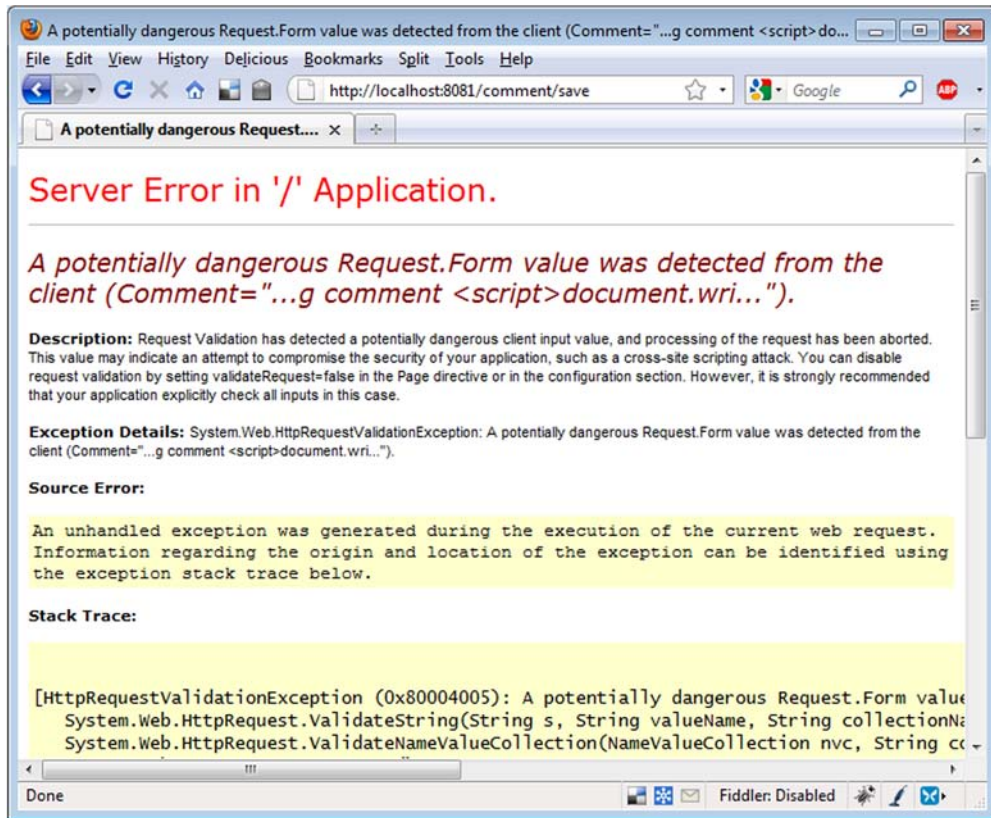 A potentially dangerous Request.Form value was detected from the client (Comment="...g comment <script>do...
File Edit View History Delicious Bookmarks Split Tools Help
http://localhost:8081/comment/save Google ABP
A potentially dangerous Request....
Server Error in '/' Application.
A potentially dangerous Request.Form value was detected from the
client (Comment="...g comment <script>document.wri...").
Description: Request Validation has detected a potentially dangerous client input value, and processing of the request has been aborted.
This value may indicate an attempt to compromise the security of your application, such as a cross-site scripting attack. You can disable
request validation by setting validateRequest=false in the Page directive or in the configuration section. However, it is strongly recommended
that your application explicitly check all inputs in this case.
Exception Details: System.Web.HttpRequestValidationException: A potentially dangerous Request.Form value was detected from the
client (Comment="...g comment <script>document.wri...").
Source Error:
An unhandled exception was generated during the execution of the current web request.
Information regarding the origin and location of the exception can be identified using
the exception stack trace below.
Stack Trace:
[HttpRequestValidationException (0x80004005): A potentially dangerous Request.Form value
System.Web.HttpRequest.ValidateString(String s, String valueName, String collectionNa
System.Web.HttpRequest.ValidateNameValueCollection(NameValueCollection nvc, String co
Done Fiddler: Disabled